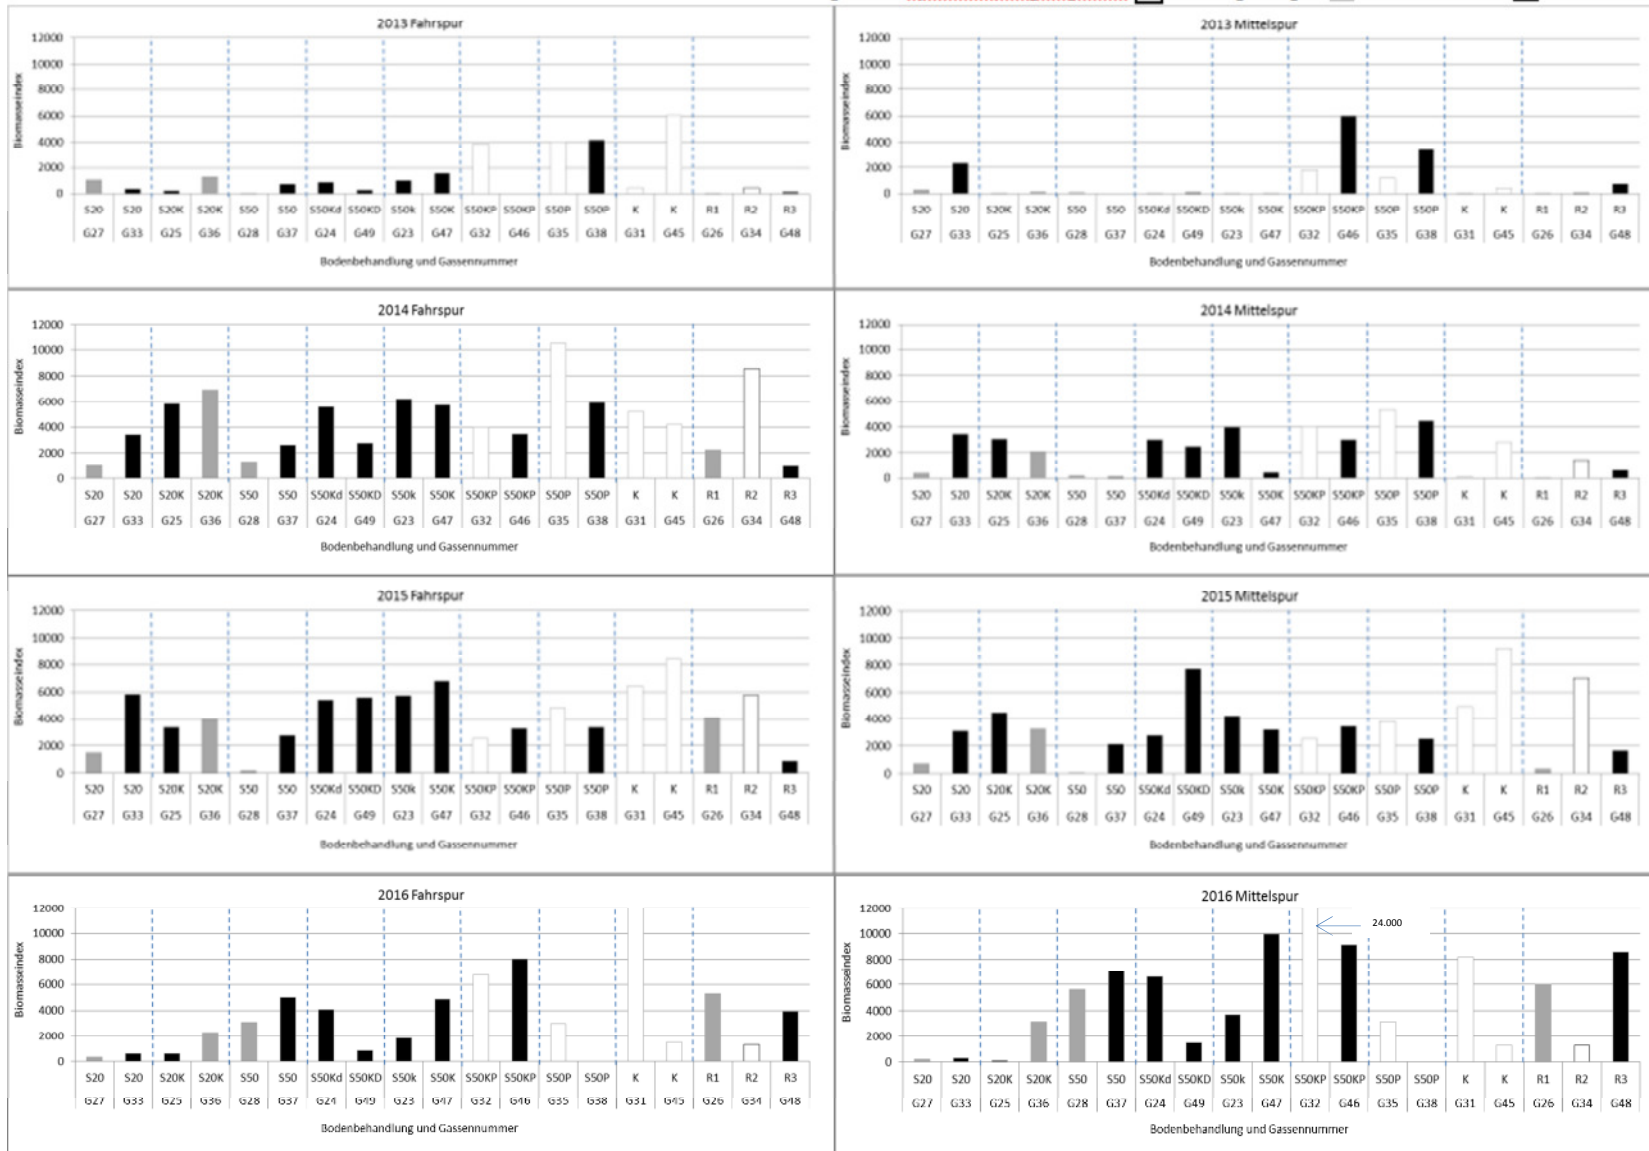 2013 Fahrspur
12000
10000
8000
6000
4000
2000
0
Biomasseindex
S20 S20 S20K S20K S50 S50 S50Kd S50KD S50k S50K S50KP S50KP S50P S50P K K R1 R2 R3
G27 G33 G25 G36 G28 G37 G24 G49 G23 G47 G32 G46 G35 G38 G31 G45 G26 G34 G48
Bodenbehandlung und Gassennummer
2013 Mittelspur
12000
10000
8000
6000
4000
2000
0
Biomasseindex
S20 S20 S20K S20K S50 S50 S50Kd S50KD S50k S50K S50KP S50KP S50P S50P K K R1 R2 R3
G27 G33 G25 G36 G28 G37 G24 G49 G23 G47 G32 G46 G35 G38 G31 G45 G26 G34 G48
Bodenbehandlung und Gassennummer
2014 Fahrspur
12000
10000
8000
6000
4000
2000
0
Biomasseindex
S20 S20 S20K S20K S50 S50 S50Kd S50KD S50k S50K S50KP S50KP S50P S50P K K R1 R2 R3
G27 G33 G25 G36 G28 G37 G24 G49 G23 G47 G32 G46 G35 G38 G31 G45 G26 G34 G48
Bodenbehandlung und Gassennummer
2014 Mittelspur
12000
10000
8000
6000
4000
2000
0
Biomasseindex
S20 S20 S20K S20K S50 S50 S50Kd S50KD S50k S50K S50KP S50KP S50P S50P K K R1 R2 R3
G27 G33 G25 G36 G28 G37 G24 G49 G23 G47 G32 G46 G35 G38 G31 G45 G26 G34 G48
Bodenbehandlung und Gassennummer
2015 Fahrspur
12000
10000
8000
6000
4000
2000
0
Biomasseindex
S20 S20 S20K S20K S50 S50 S50Kd S50KD S50k S50K S50KP S50KP S50P S50P K K R1 R2 R3
G27 G33 G25 G36 G28 G37 G24 G49 G23 G47 G32 G46 G35 G38 G31 G45 G26 G34 G48
Bodenbehandlung und Gassennummer
2015 Mittelspur
12000
10000
8000
6000
4000
2000
0
Biomasseindex
S20 S20 S20K S20K S50 S50 S50Kd S50KD S50k S50K S50KP S50KP S50P S50P K K R1 R2 R3
G27 G33 G25 G36 G28 G37 G24 G49 G23 G47 G32 G46 G35 G38 G31 G45 G26 G34 G48
Bodenbehandlung und Gassennummer
2016 Fahrspur
12000
10000
8000
6000
4000
2000
0
Biomasseindex
S20 S20 S20K S20K S50 S50 S50Kd S50KD S50k S50K S50KP S50KP S50P S50P K K R1 R2 R3
G27 G33 G25 G36 G28 G37 G24 G49 G23 G47 G32 G46 G35 G38 G31 G45 G26 G34 G48
Bodenbehandlung und Gassennummer
2016 Mittelspur
12000
10000
8000
6000
4000
2000
0
24.000
Biomasseindex
S20 S20 S20K S20K S50 S50 S50Kd S50KD S50k S50K S50KP S50KP S50P S50P K K R1 R2 R3
G27 G33 G25 G36 G28 G37 G24 G49 G23 G47 G32 G46 G35 G38 G31 G45 G26 G34 G48
Bodenbehandlung und Gassennummer